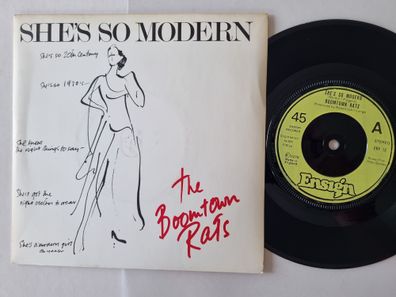 SHE'S SO MODERN
She's so 20th Century
She's so 1970's
She knows
the right things to say
She's got the
right clothes to wear
She's a modern girl
the
Boomtown
Rats
SHE'S SO MODERN
BOOMTOWN RATS
45
A
STEREO
Ensign